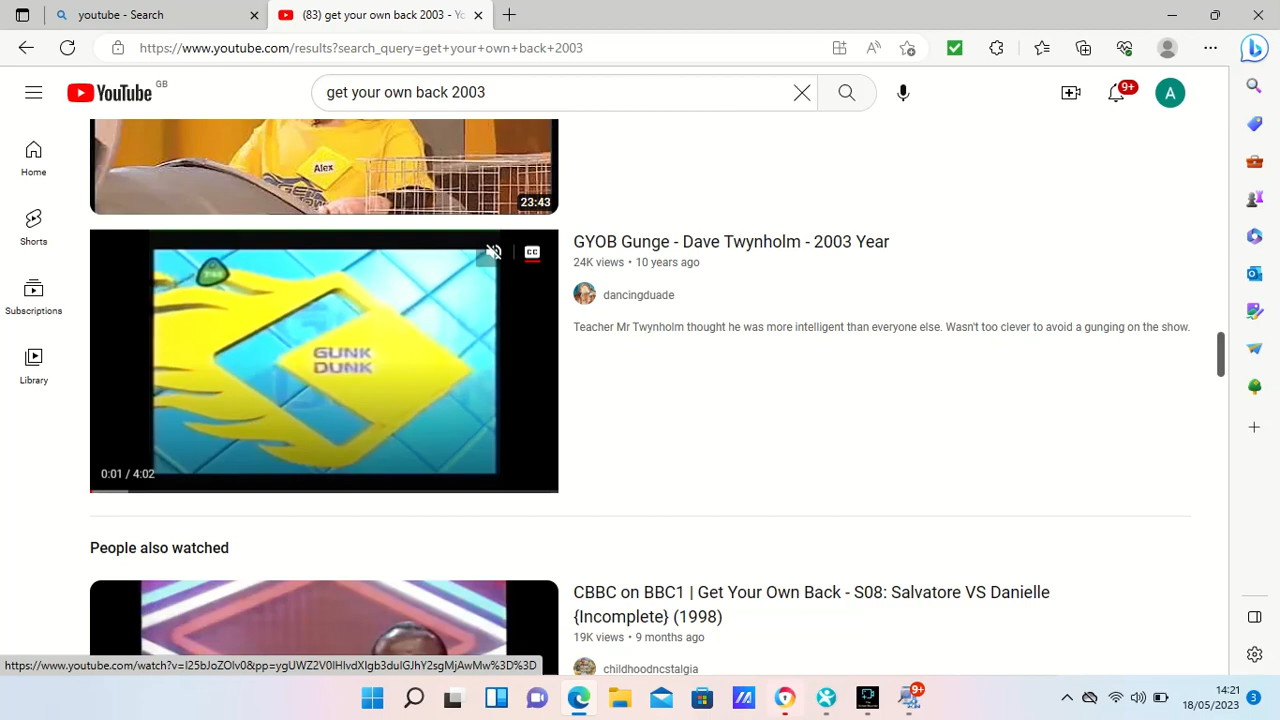 youtube - Search
(83) get your own back 2003 - Yo
https://www.youtube.com/results?search_query=get+your+own+back+2003
YouTube GB
get your own back 2003
9+
A
Home
Shorts
Subscriptions
Library
Alex
23:43
CC
GUNK
DUNK
0:01 / 4:02
GYOB Gunge - Dave Twynholm - 2003 Year
24K views • 10 years ago
dancingduade
Teacher Mr Twynholm thought he was more intelligent than everyone else. Wasn't too clever to avoid a gunging on the show.
People also watched
CBBC on BBC1 | Get Your Own Back - S08: Salvatore VS Danielle
{Incomplete} (1998)
19K views • 9 months ago
childhoodncstalgia
9+
14:21
18/05/2023
3